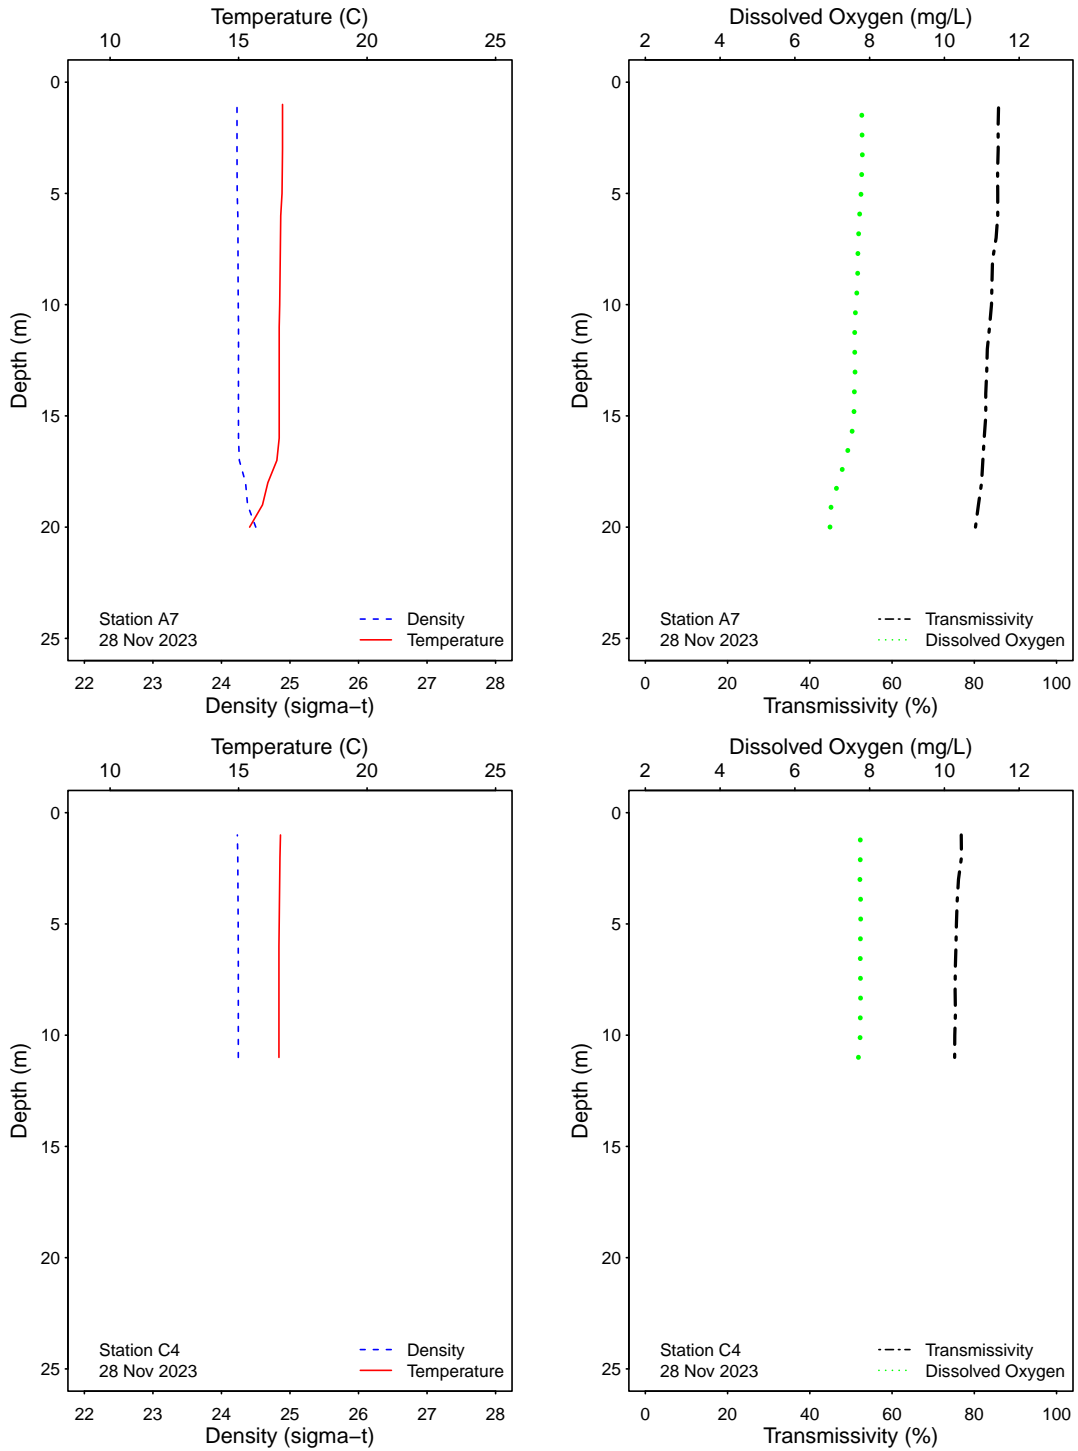 Temperature (C)
10 15 20 25
0
5
10
15
20
25
Depth (m)
Station A7
28 Nov 2023
Density
Temperature
22 23 24 25 26 27 28
Density (sigma−t)
Dissolved Oxygen (mg/L)
2 4 6 8 10 12
0
5
10
15
20
25
Depth (m)
Station A7
28 Nov 2023
Transmissivity
Dissolved Oxygen
0 20 40 60 80 100
Transmissivity (%)
Temperature (C)
10 15 20 25
0
5
10
15
20
25
Depth (m)
Station C4
28 Nov 2023
Density
Temperature
22 23 24 25 26 27 28
Density (sigma−t)
Dissolved Oxygen (mg/L)
2 4 6 8 10 12
0
5
10
15
20
25
Depth (m)
Station C4
28 Nov 2023
Transmissivity
Dissolved Oxygen
0 20 40 60 80 100
Transmissivity (%)